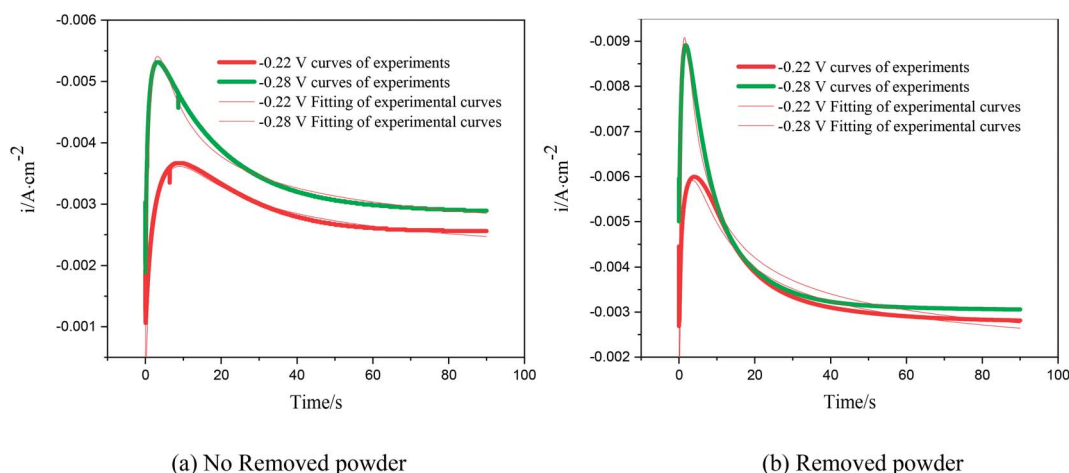 -0.006
-0.005
-0.004
-0.003
-0.002
-0.001
i/A·cm-2
-0.22 V curves of experiments
-0.28 V curves of experiments
-0.22 V Fitting of experimental curves
-0.28 V Fitting of experimental curves
0 20 40 60 80 100
Time/s
(a) No Removed powder
-0.009
-0.008
-0.007
-0.006
-0.005
-0.004
-0.003
-0.002
i/A·cm-2
-0.22 V curves of experiments
-0.28 V curves of experiments
-0.22 V Fitting of experimental curves
-0.28 V Fitting of experimental curves
0 20 40 60 80 100
Time/s
(b) Removed powder